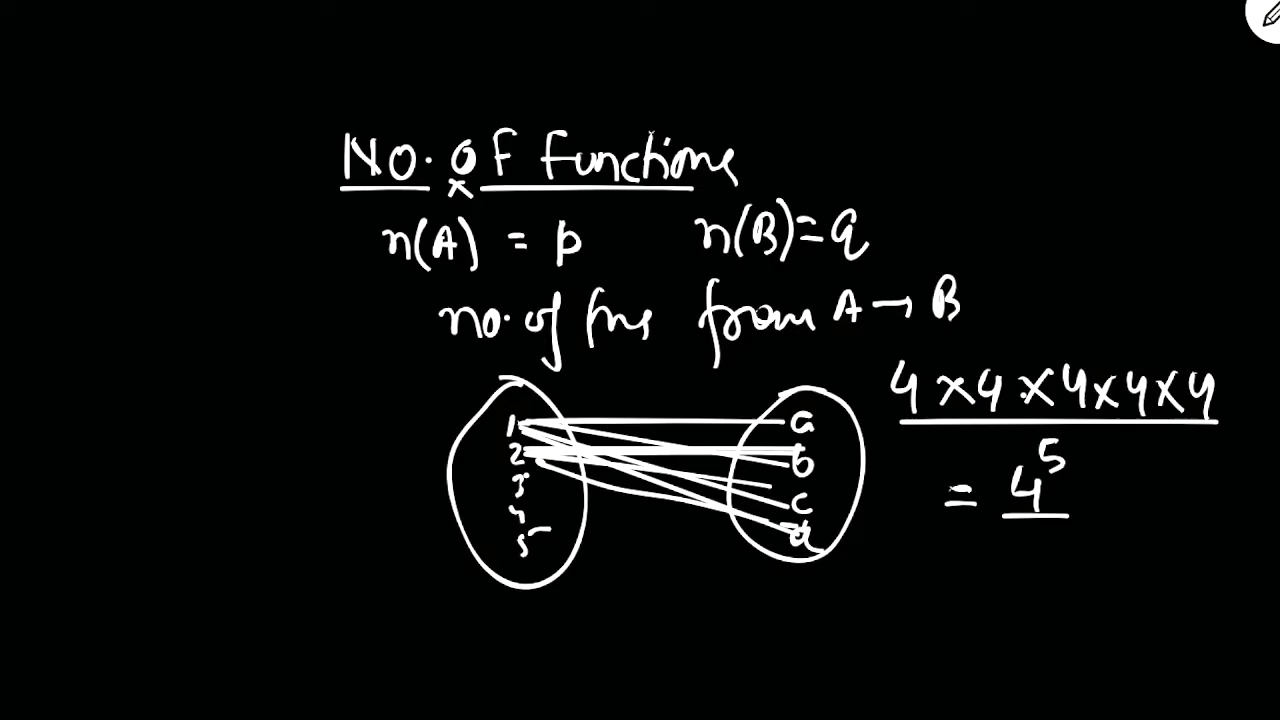 No. of Functions
n(A) = p n(B) = q
no. of fns from A → B
4 × 4 × 4 × 4 × 4
= 4⁵
1 a
2 b
3 c
4 d
5